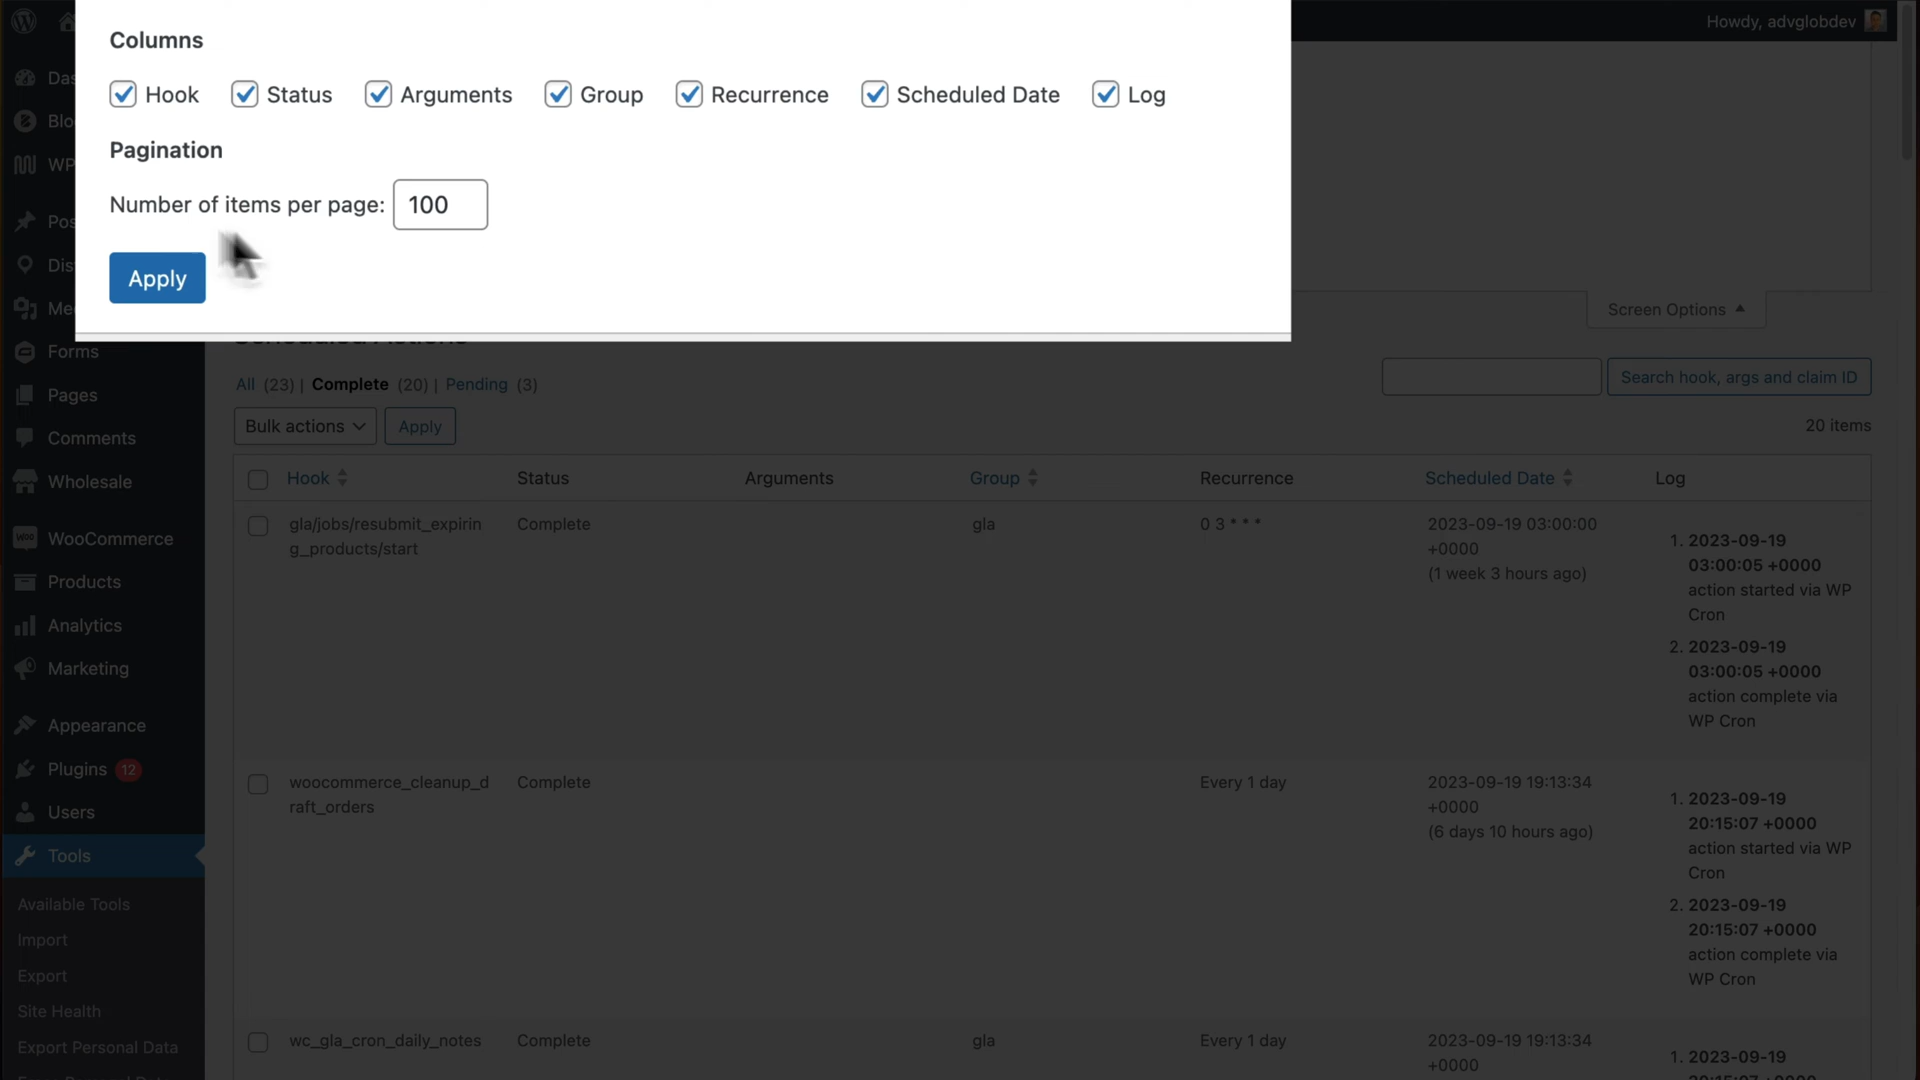 Howdy, advglobdev
Columns
Hook Status Arguments Group Recurrence Scheduled Date Log
Pagination
Number of items per page: 100
Apply
Screen Options
Forms
Pages
Comments
Wholesale
WooCommerce
Products
Analytics
Marketing
Appearance
Plugins 12
Users
Tools
Available Tools
Import
Export
Site Health
Export Personal Data
All (23) | Complete (20) | Pending (3)
Search hook, args and claim ID
Bulk actions Apply
20 items
Hook Status Arguments Group Recurrence Scheduled Date Log
gla/jobs/resubmit_expirin
g_products/start
Complete
gla
0 3 * * *
2023-09-19 03:00:00
+0000
(1 week 3 hours ago)
1. 2023-09-19
03:00:05 +0000
action started via WP
Cron
2. 2023-09-19
03:00:05 +0000
action complete via
WP Cron
woocommerce_cleanup_d
raft_orders
Complete
Every 1 day
2023-09-19 19:13:34
+0000
(6 days 10 hours ago)
1. 2023-09-19
20:15:07 +0000
action started via WP
Cron
2. 2023-09-19
20:15:07 +0000
action complete via
WP Cron
wc_gla_cron_daily_notes
Complete
gla
Every 1 day
2023-09-19 19:13:34
+0000
1. 2023-09-19